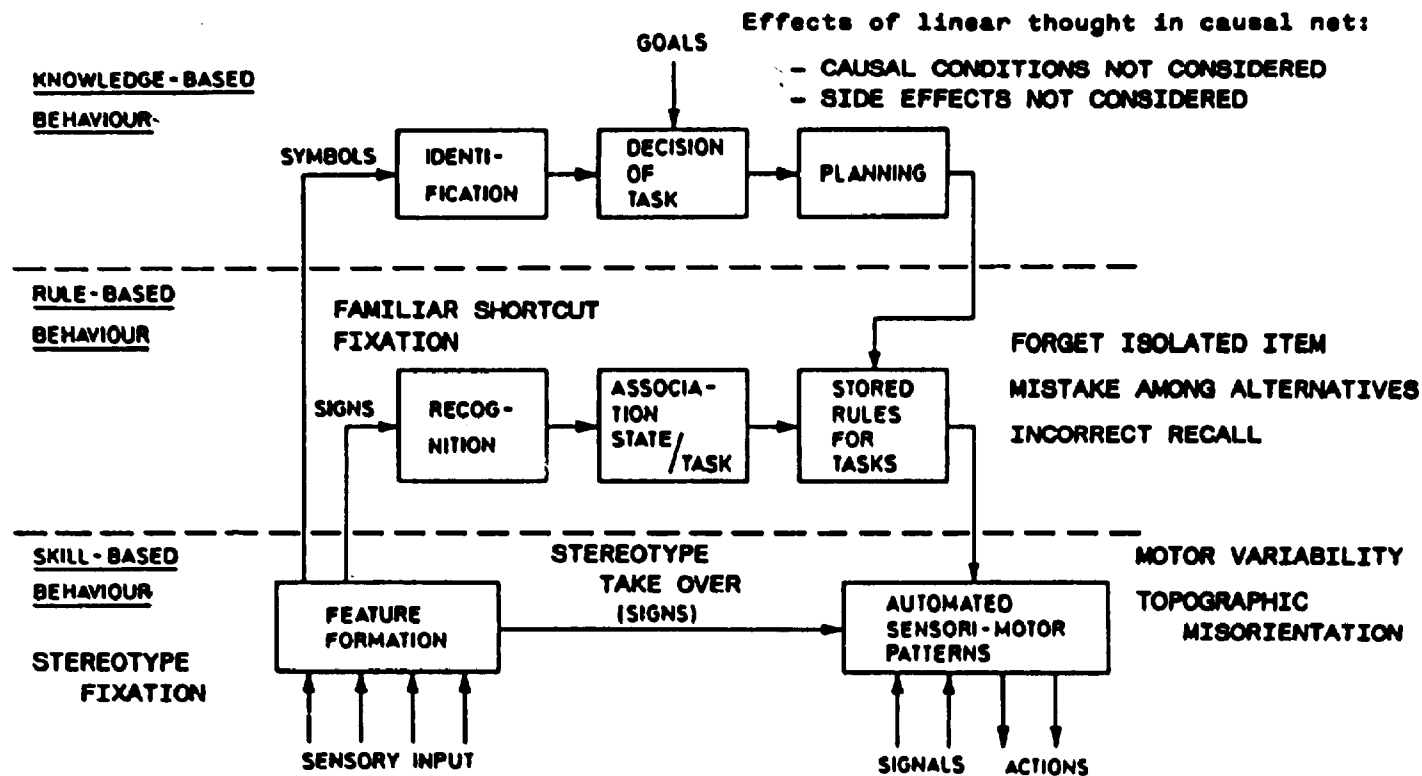 Effects of linear thought in causal net:
- CAUSAL CONDITIONS NOT CONSIDERED
- SIDE EFFECTS NOT CONSIDERED
GOALS
KNOWLEDGE-BASED
BEHAVIOUR
SYMBOLS
IDENTI-
FICATION
DECISION
OF
TASK
PLANNING
RULE-BASED
BEHAVIOUR
FAMILIAR SHORTCUT
FIXATION
SIGNS
RECOG-
NITION
ASSOCIA-
TION
STATE/
TASK
STORED
RULES
FOR
TASKS
FORGET ISOLATED ITEM
MISTAKE AMONG ALTERNATIVES
INCORRECT RECALL
SKILL-BASED
BEHAVIOUR
STEREOTYPE
FIXATION
FEATURE
FORMATION
STEREOTYPE
TAKE OVER
(SIGNS)
AUTOMATED
SENSORI-MOTOR
PATTERNS
MOTOR VARIABILITY
TOPOGRAPHIC
MISORIENTATION
SENSORY INPUT
SIGNALS
ACTIONS